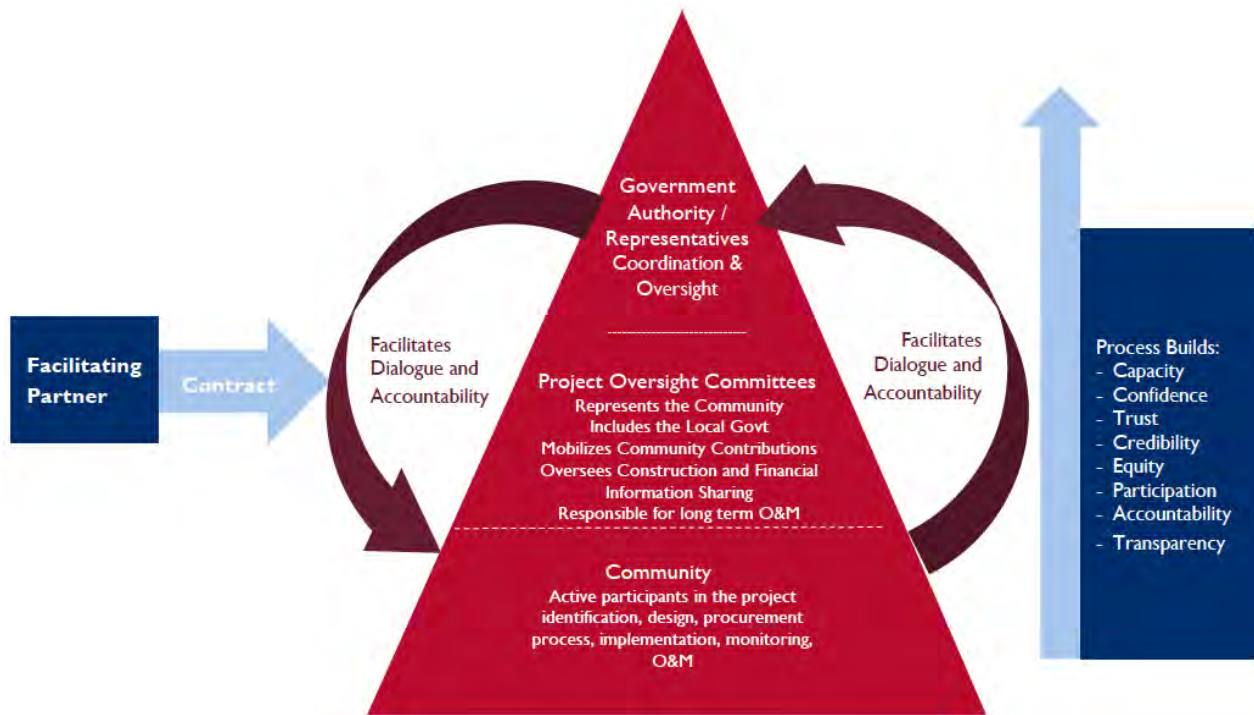 Government
Authority /
Representatives
Coordination &
Oversight
Facilitating
Partner
Contract
Facilitates
Dialogue and
Accountability
Project Oversight Committees
Represents the Community
Includes the Local Govt
Mobilizes Community Contributions
Oversees Construction and Financial
Information Sharing
Responsible for long term O&M
Community
Active participants in the project
identification, design, procurement
process, implementation, monitoring,
O&M
Facilitates
Dialogue and
Accountability
Process Builds:
- Capacity
- Confidence
- Trust
- Credibility
- Equity
- Participation
- Accountability
- Transparency